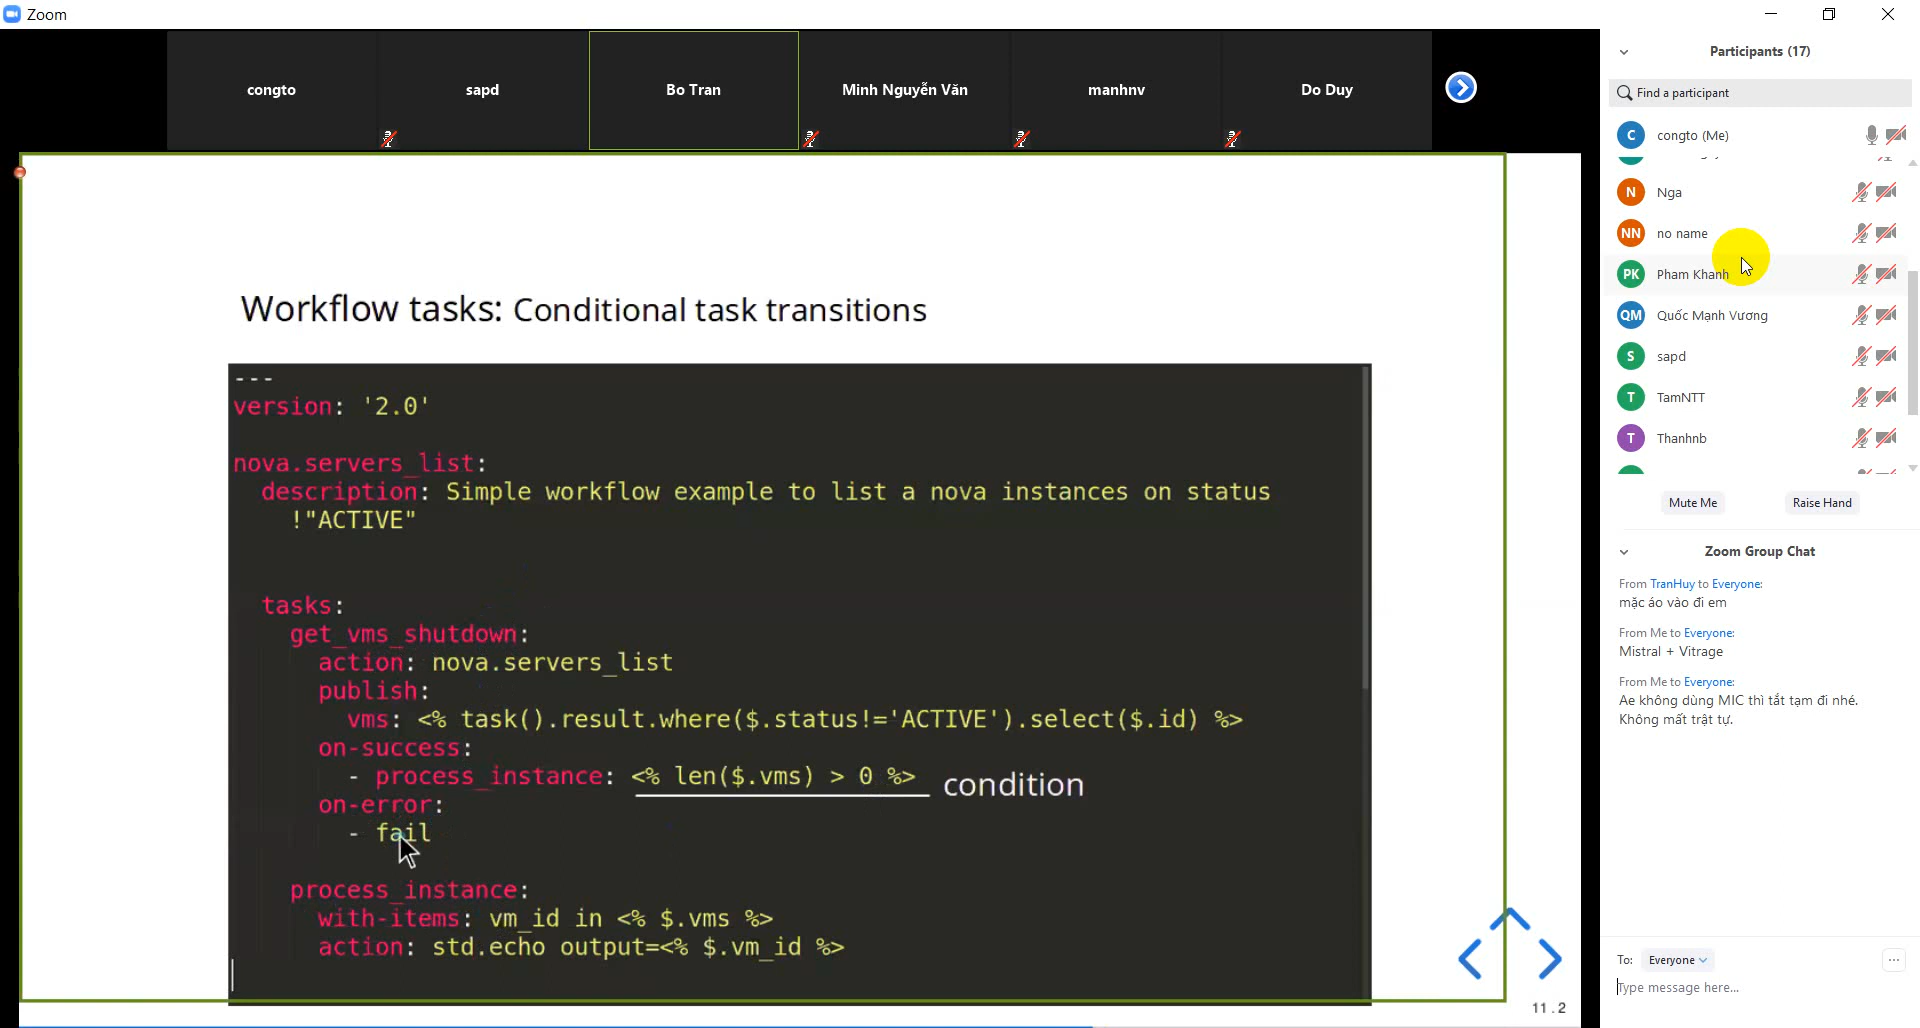 Zoom
congto
sapd
Bo Tran
Minh Nguyễn Văn
manhnv
Do Duy
Workflow tasks: Conditional task transitions
---
version: '2.0'
nova.servers_list:
description: Simple workflow example to list a nova instances on status
!"ACTIVE"
tasks:
get_vms_shutdown:
action: nova.servers_list
publish:
vms: <% task().result.where($.status!='ACTIVE').select($.id) %>
on-success:
- process_instance: <% len($.vms) > 0 %> condition
on-error:
- fail
process_instance:
with-items: vm_id in <% $.vms %>
action: std.echo output=<% $.vm_id %>
11.2
Participants (17)
Find a participant
C congto (Me)
N Nga
NN no name
PK Pham Khanh
QM Quốc Mạnh Vương
S sapd
T TamNTT
T Thanhnb
Mute Me
Raise Hand
Zoom Group Chat
From TranHuy to Everyone:
mặc áo vào đi em
From Me to Everyone:
Mistral + Vitrage
From Me to Everyone:
Ae không dùng MIC thì tắt tạm đi nhé.
Không mất trật tự.
To: Everyone
Type message here...